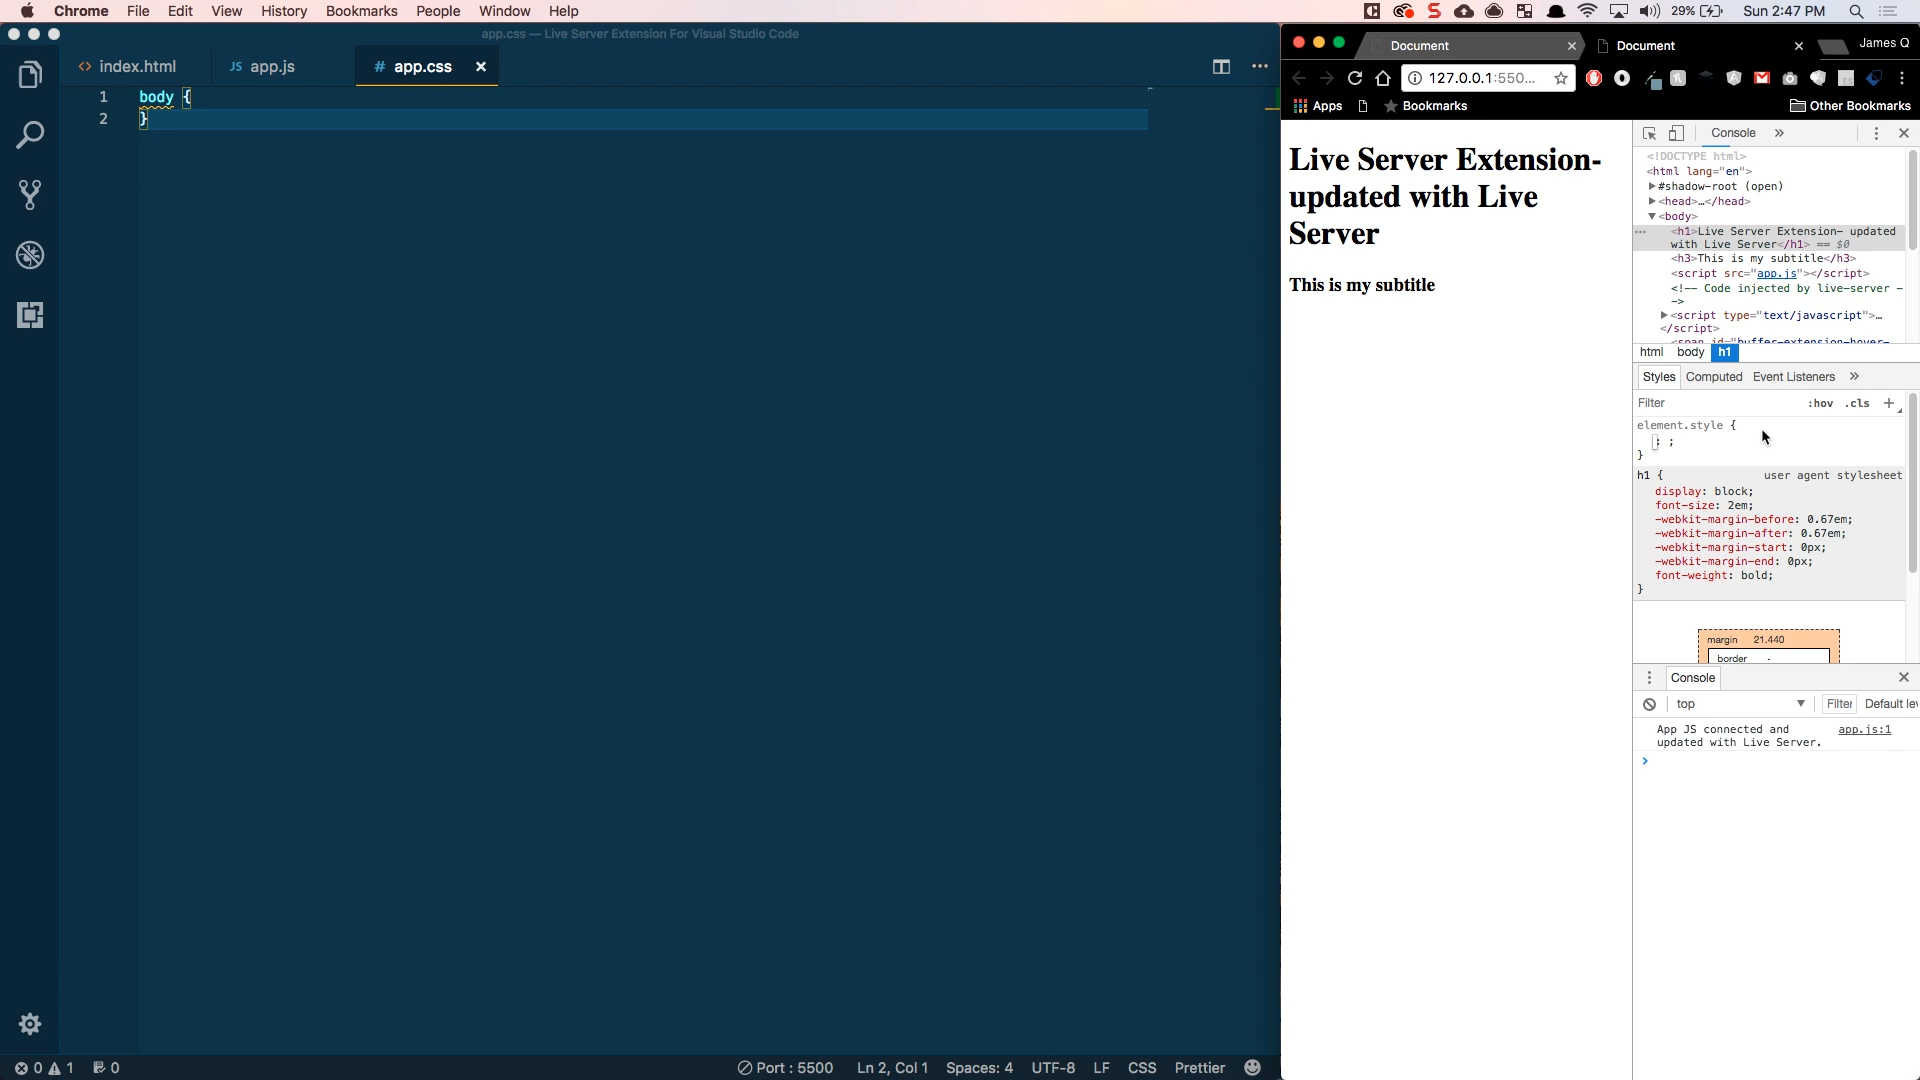 Chrome File Edit View History Bookmarks People Window Help
29% Sun 2:47 PM
app.css — Live Server Extension For Visual Studio Code
<> index.html JS app.js # app.css
1 body {
2 }
0 1 0 Port : 5500 Ln 2, Col 1 Spaces: 4 UTF-8 LF CSS Prettier
Document Document James Q
127.0.0.1:550...
Apps Bookmarks Other Bookmarks
Live Server Extension-
updated with Live
Server
This is my subtitle
Console »
<!DOCTYPE html>
<html lang="en">
▶#shadow-root (open)
▶<head>…</head>
▼<body>
… <h1>Live Server Extension- updated
with Live Server</h1> == $0
<h3>This is my subtitle</h3>
<script src="app.js"></script>
<!-- Code injected by live-server -
->
▶<script type="text/javascript">…
</script>
<span id="buffer-extension-hover-
html body h1
Styles Computed Event Listeners »
Filter :hov .cls +
element.style {
: ;
}
h1 { user agent stylesheet
display: block;
font-size: 2em;
-webkit-margin-before: 0.67em;
-webkit-margin-after: 0.67em;
-webkit-margin-start: 0px;
-webkit-margin-end: 0px;
font-weight: bold;
}
margin 21.440
border -
Console
top ▼ Filter Default le
App JS connected and app.js:1
updated with Live Server.
>